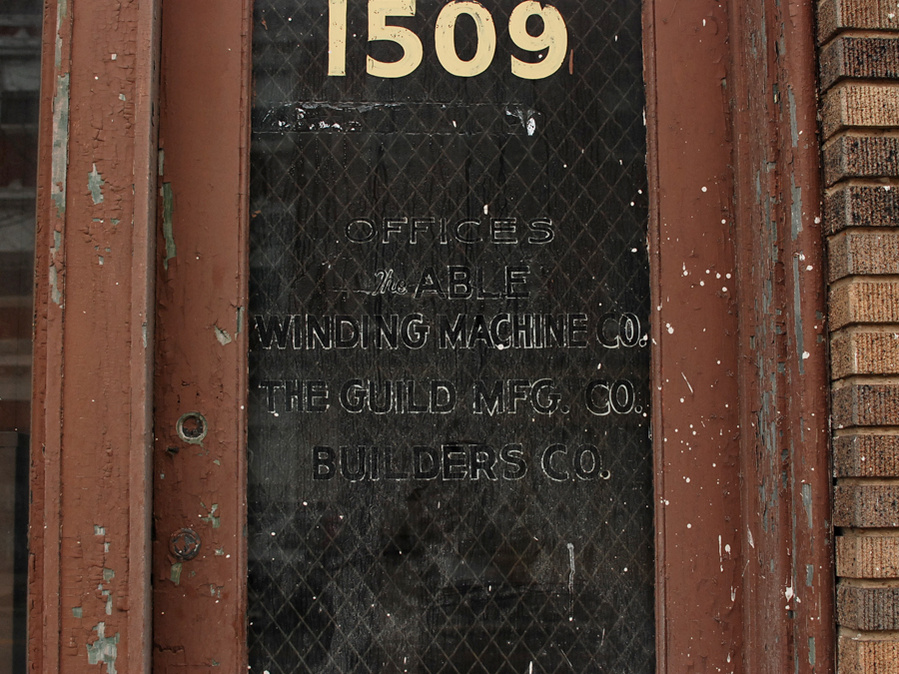 1509
OFFICES
The ABLE
WINDING MACHINE CO.
THE GUILD MFG. CO.
BUILDERS CO.